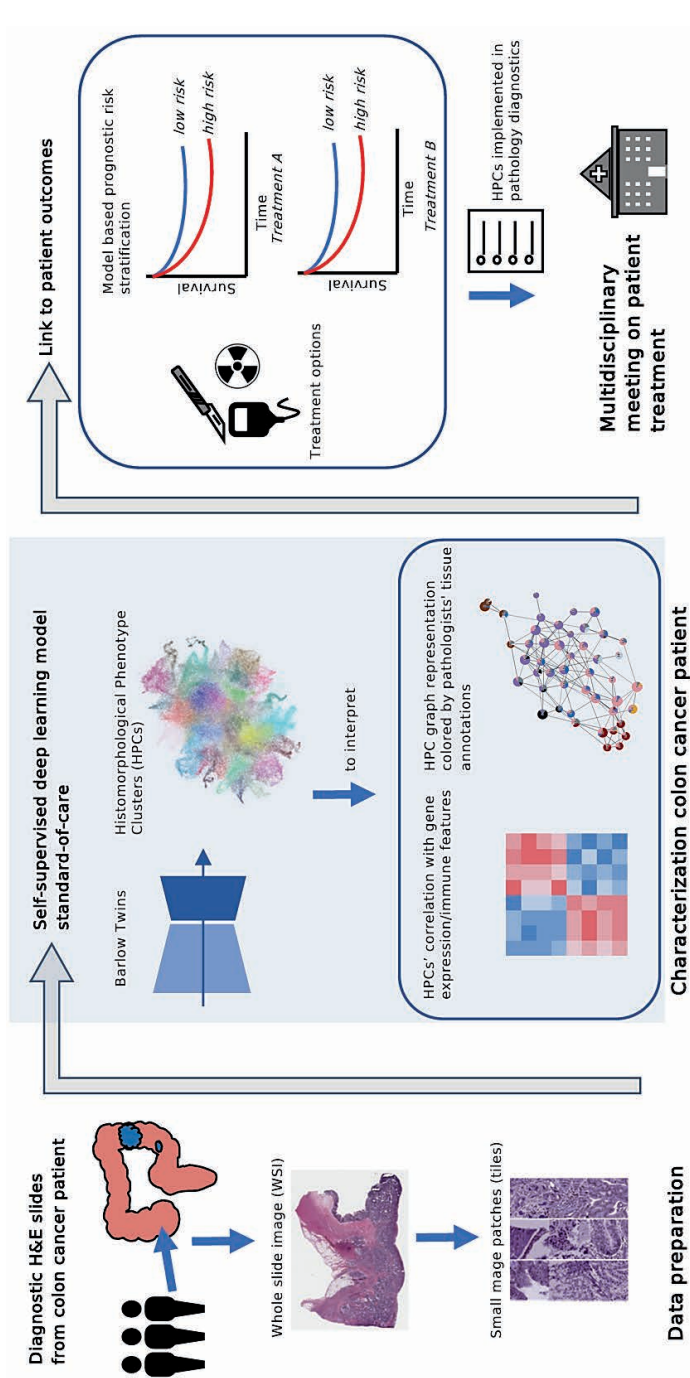 Diagnostic H&E slides
from colon cancer patient
Whole slide image (WSI)
Small mage patches (tiles)
Data preparation
Self-supervised deep learning model
standard-of-care
Barlow Twins
Histomorphological Phenotype
Clusters (HPCs)
to interpret
HPCs' correlation with gene
expression/immune features
HPC graph representation
colored by pathologists' tissue
annotations
Characterization colon cancer patient
Link to patient outcomes
Treatment options
Model based prognostic risk
stratification
Survival
low risk
high risk
Time
Treatment A
Survival
low risk
high risk
Time
Treatment B
HPCs implemented in
pathology diagnostics
Multidisciplinary
meeting on patient
treatment